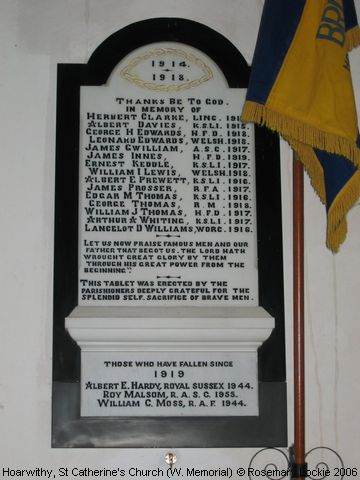 1914.
1918.
THANKS BE TO GOD.
IN MEMORY OF
HERBERT CLARKE, LINC. 1918.
ALBERT DAVIES, K.S.L.I. 1915.
GEORGE H EDWARDS, H.F.D. 1918.
LEONARD EDWARDS, WELSH. 1918.
JAMES GWILLIAM, A.S.C. 1917.
JAMES INNES, H.F.D. 1919.
ERNEST KEDDLE, K.S.L.I. 1917.
WILLIAM I LEWIS, WELSH. 1918.
ALBERT E PREWETT, K.S.L.I. 1916.
JAMES PROSSER, R.F.A. 1917.
EDGAR M THOMAS, K.S.L.I. 1916.
GEORGE THOMAS, R.M. 1918.
WILLIAM J THOMAS, H.F.D. 1917.
ARTHUR A WHITING, K.S.L.I. 1917.
LANCELOT D WILLIAMS, WORC. 1916.
LET US NOW PRAISE FAMOUS MEN AND OUR
FATHER THAT BEGOT US. THE LORD HATH
WROUGHT GREAT GLORY BY THEM
THROUGH HIS GREAT POWER FROM THE
BEGINNING".
THIS TABLET WAS ERECTED BY THE
PARISHIONERS DEEPLY GRATEFUL FOR THE
SPLENDID SELF. SACRIFICE OF BRAVE MEN.
THOSE WHO HAVE FALLEN SINCE
1919
ALBERT E. HARDY, ROYAL SUSSEX 1944.
ROY MALSOM, R.A.S.C. 1955.
WILLIAM C. MOSS, R.A.F. 1944.
Hoarwithy, St Catherine's Church (W. Memorial) © Rosemary Lockie 2006